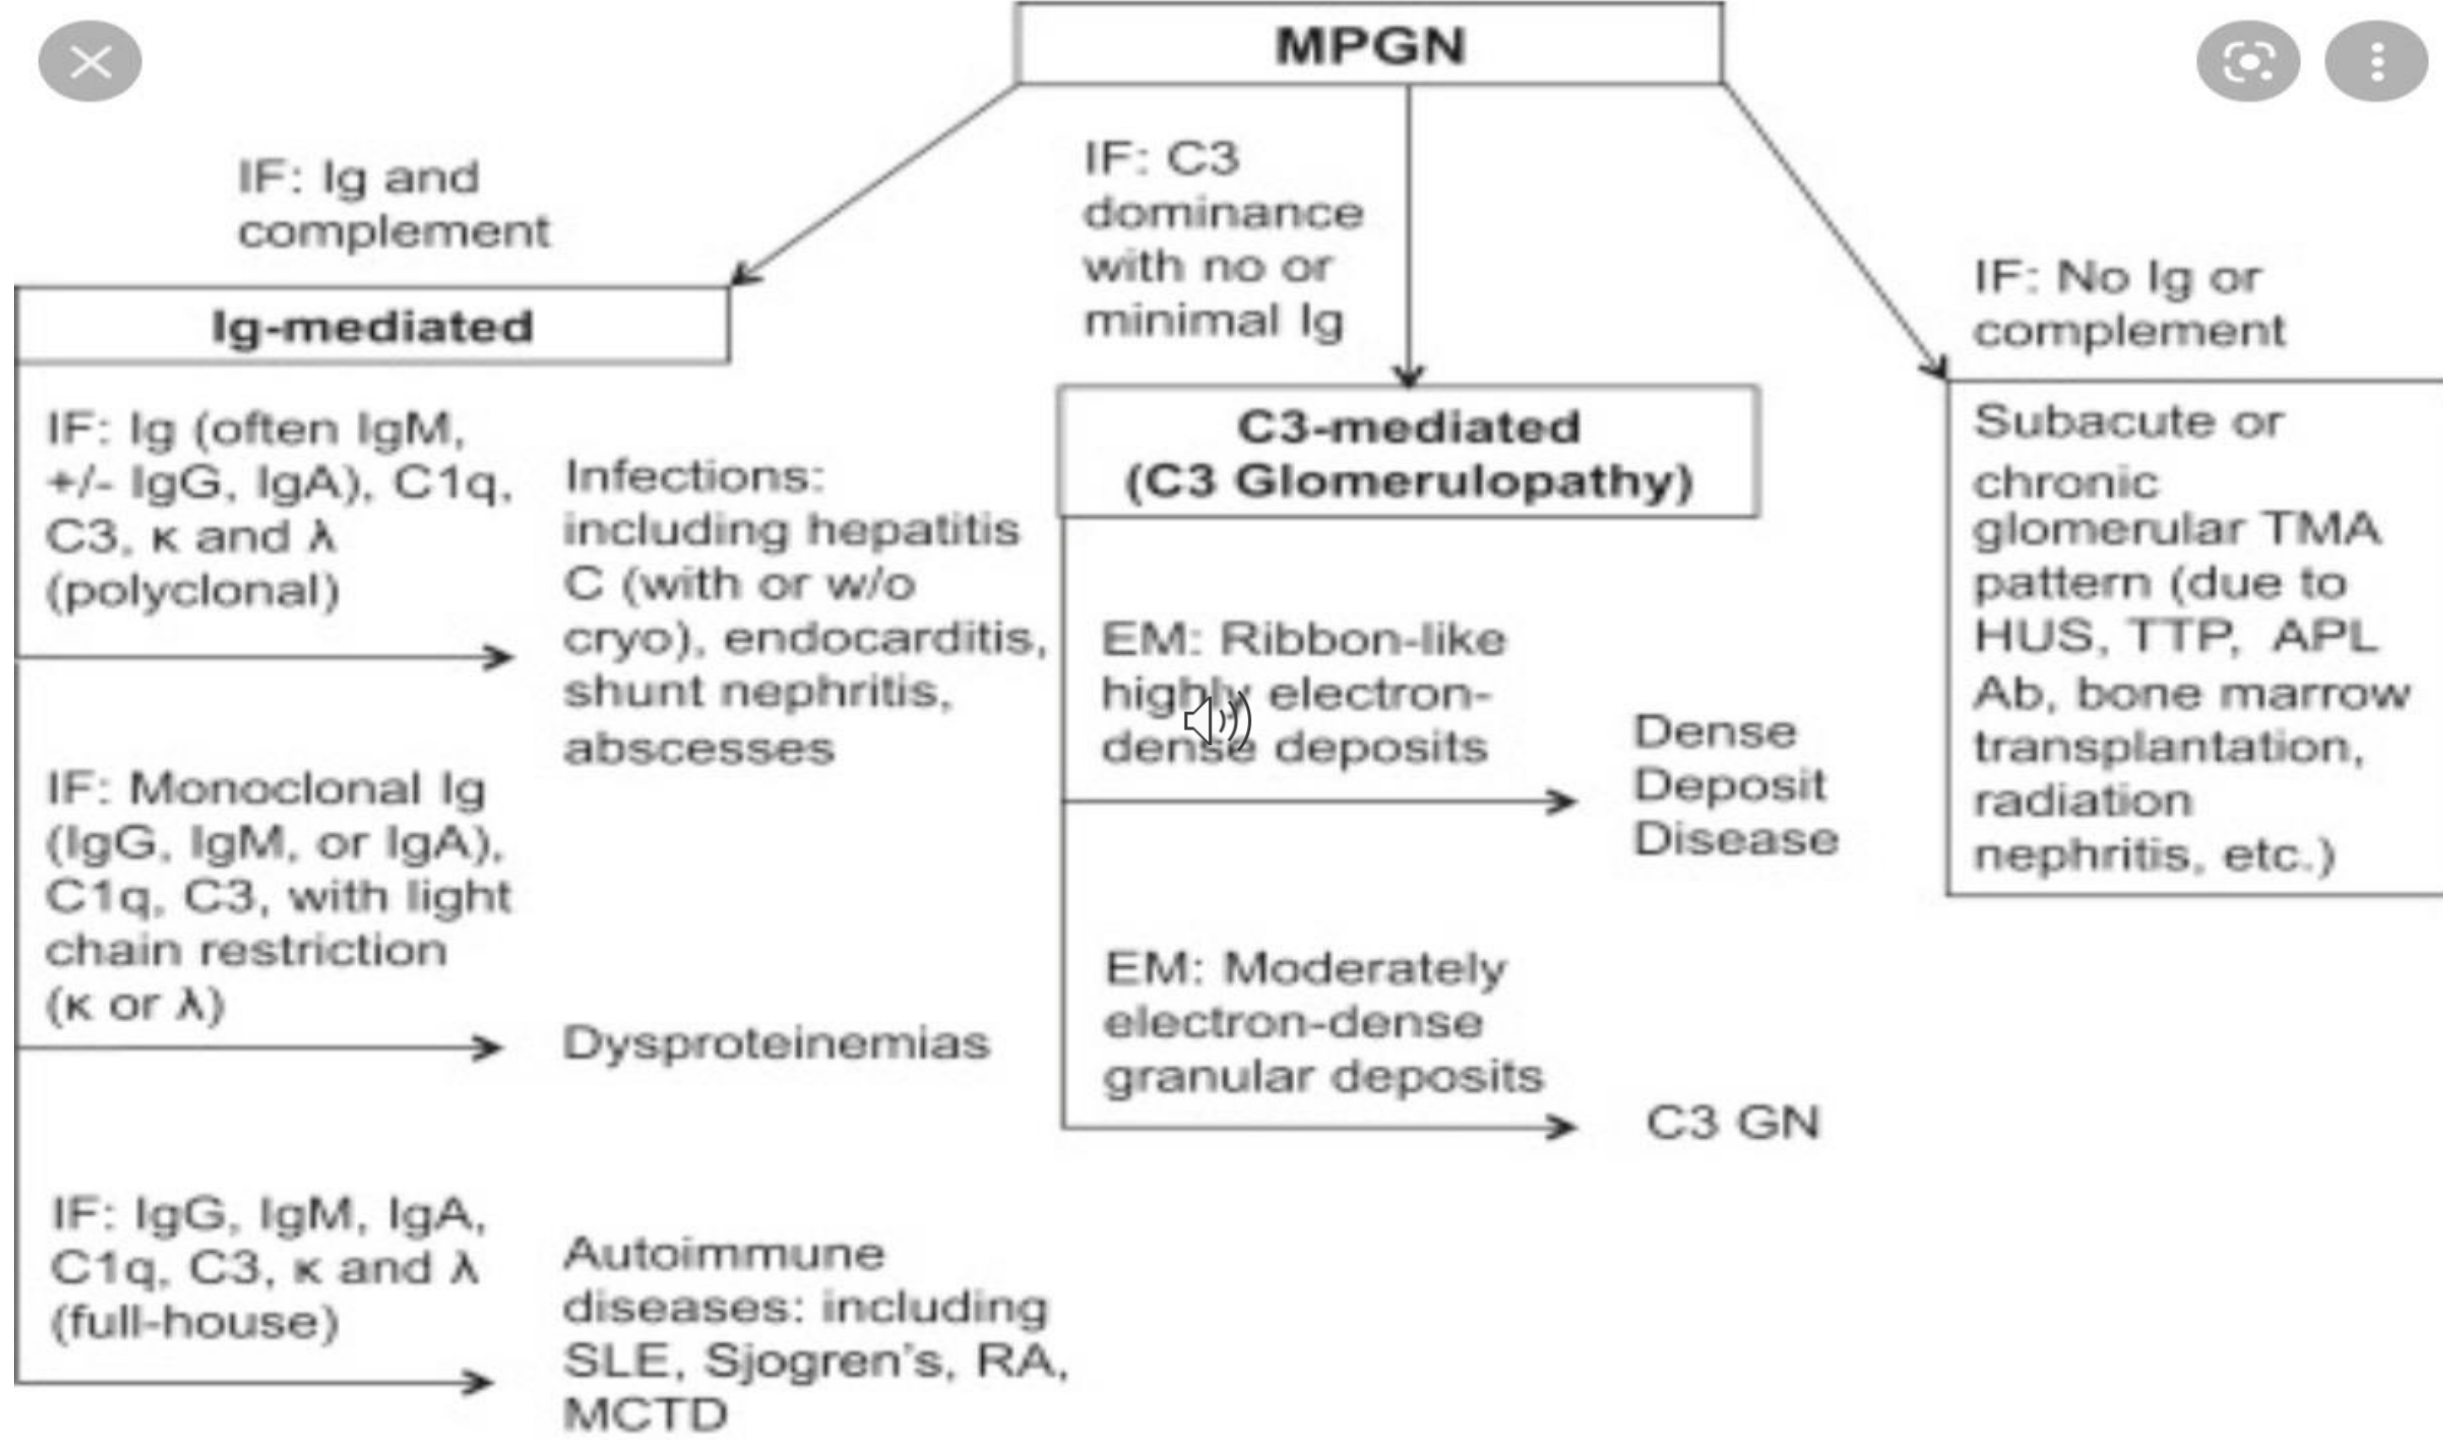 MPGN
IF: Ig and
complement
Ig-mediated
IF: Ig (often IgM,
+/- IgG, IgA), C1q,
C3, κ and λ
(polyclonal)
Infections:
including hepatitis
C (with or w/o
cryo), endocarditis,
shunt nephritis,
abscesses
IF: Monoclonal Ig
(IgG, IgM, or IgA),
C1q, C3, with light
chain restriction
(κ or λ)
Dysproteinemias
IF: IgG, IgM, IgA,
C1q, C3, κ and λ
(full-house)
Autoimmune
diseases: including
SLE, Sjogren's, RA,
MCTD
IF: C3
dominance
with no or
minimal Ig
C3-mediated
(C3 Glomerulopathy)
EM: Ribbon-like
highly electron-
dense deposits
Dense
Deposit
Disease
EM: Moderately
electron-dense
granular deposits
C3 GN
IF: No Ig or
complement
Subacute or
chronic
glomerular TMA
pattern (due to
HUS, TTP, APL
Ab, bone marrow
transplantation,
radiation
nephritis, etc.)